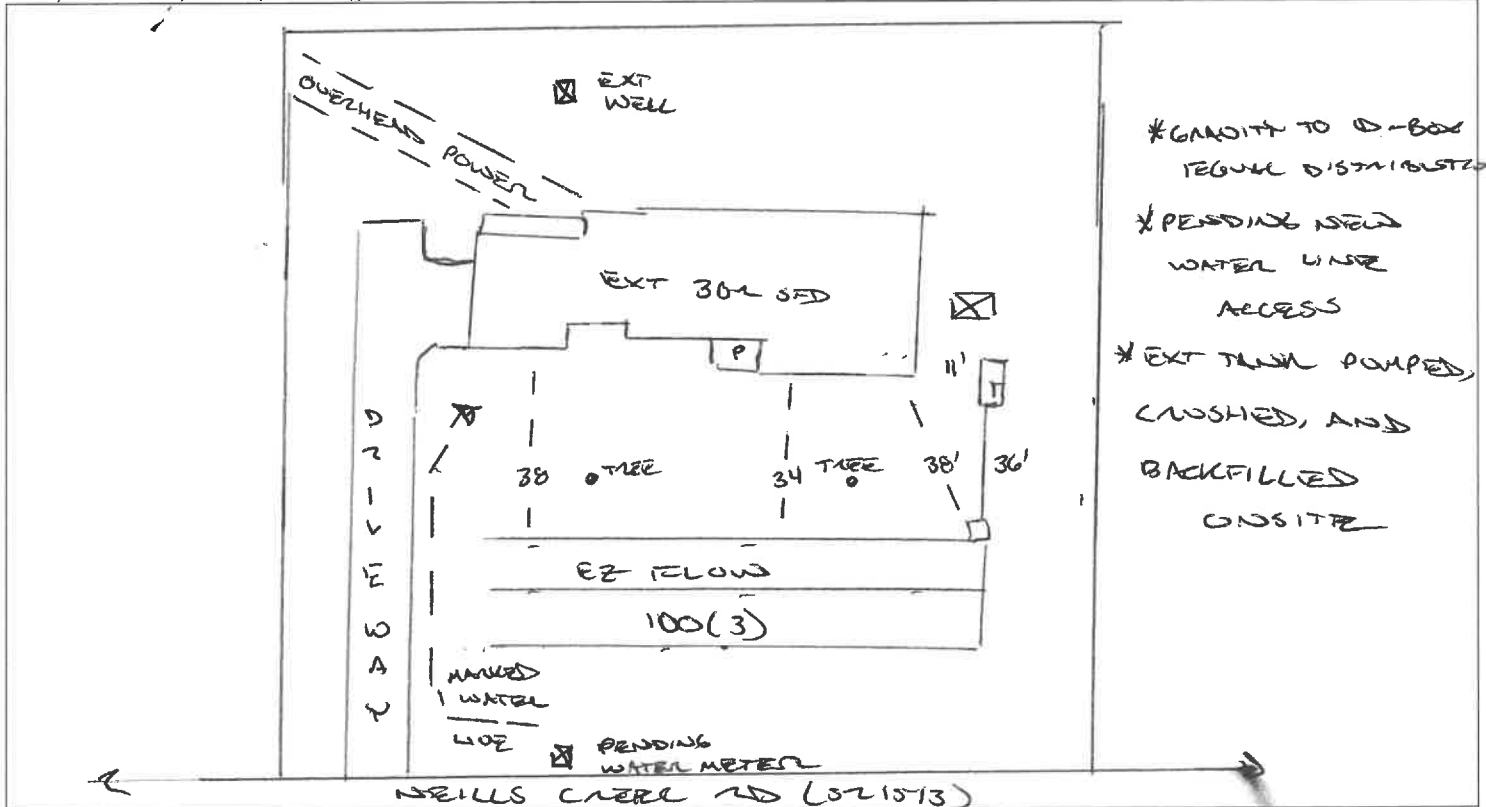 OVERHEAD POWER
EXT
WELL
EXT 3BR SFD
P
11'
T
38
TREE
34
TREE
38'
36'
DRIVEWAY
EZ FLOW
100(3)
MARKED
WATER
LINE
PENDING
WATER METER
NEILLS CREEK RD (SR1513)
*GRAVITY TO D-BOX
EQUAL DISTRIBUTIO
*PENDING NEW
WATER LINE
ACCESS
*EXT TANK PUMPED,
CRUSHED, AND
BACKFILLED
ONSITE